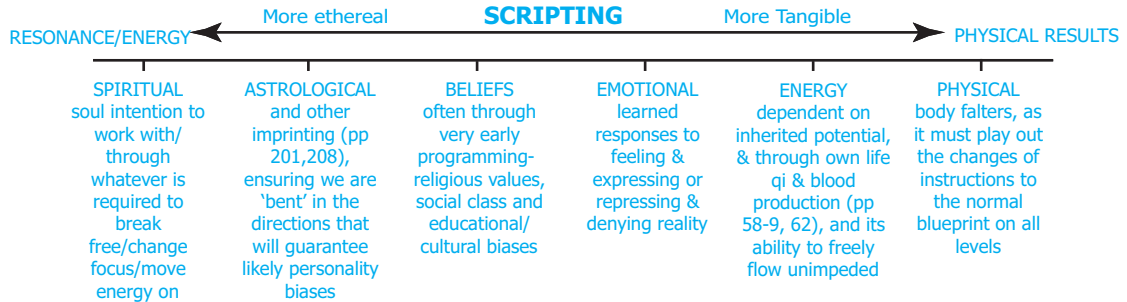 More ethereal SCRIPTING More Tangible
RESONANCE/ENERGY PHYSICAL RESULTS
SPIRITUAL
soul intention to
work with/
through
whatever is
required to
break
free/change
focus/move
energy on
ASTROLOGICAL
and other
imprinting (pp
201,208),
ensuring we are
‘bent’ in the
directions that
will guarantee
likely personality
biases
BELIEFS
often through
very early
programming-
religious values,
social class and
educational/
cultural biases
EMOTIONAL
learned
responses to
feeling &
expressing or
repressing &
denying reality
ENERGY
dependent on
inherited potential,
& through own life
qi & blood
production (pp
58-9, 62), and its
ability to freely
flow unimpeded
PHYSICAL
body falters, as
it must play out
the changes of
instructions to
the normal
blueprint on all
levels